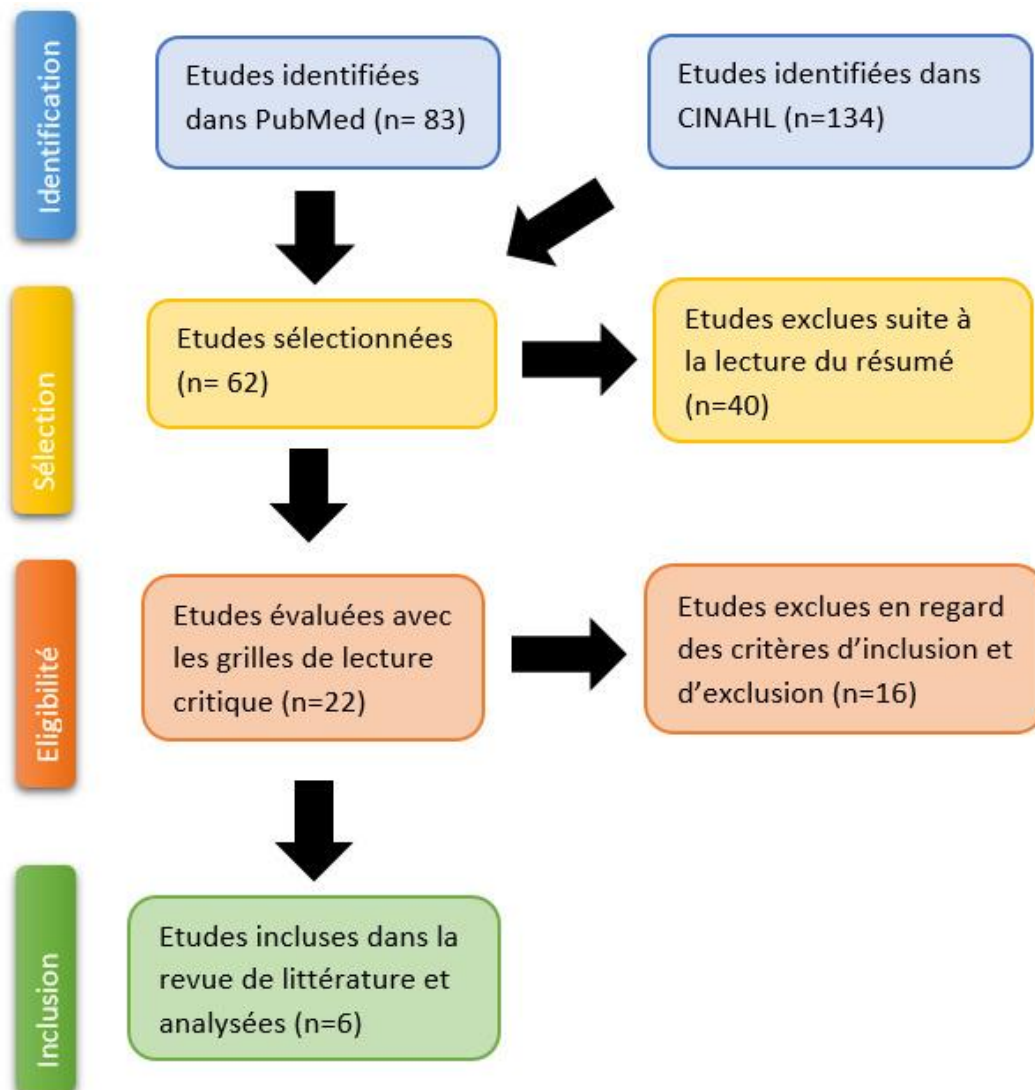 Identification
Etudes identifiées
dans PubMed (n= 83)
Etudes identifiées dans
CINAHL (n=134)
Sélection
Etudes sélectionnées
(n= 62)
Etudes exclues suite à
la lecture du résumé
(n=40)
Eligibilité
Etudes évaluées avec
les grilles de lecture
critique (n=22)
Etudes exclues en regard
des critères d’inclusion et
d’exclusion (n=16)
Inclusion
Etudes incluses dans la
revue de littérature et
analysées (n=6)